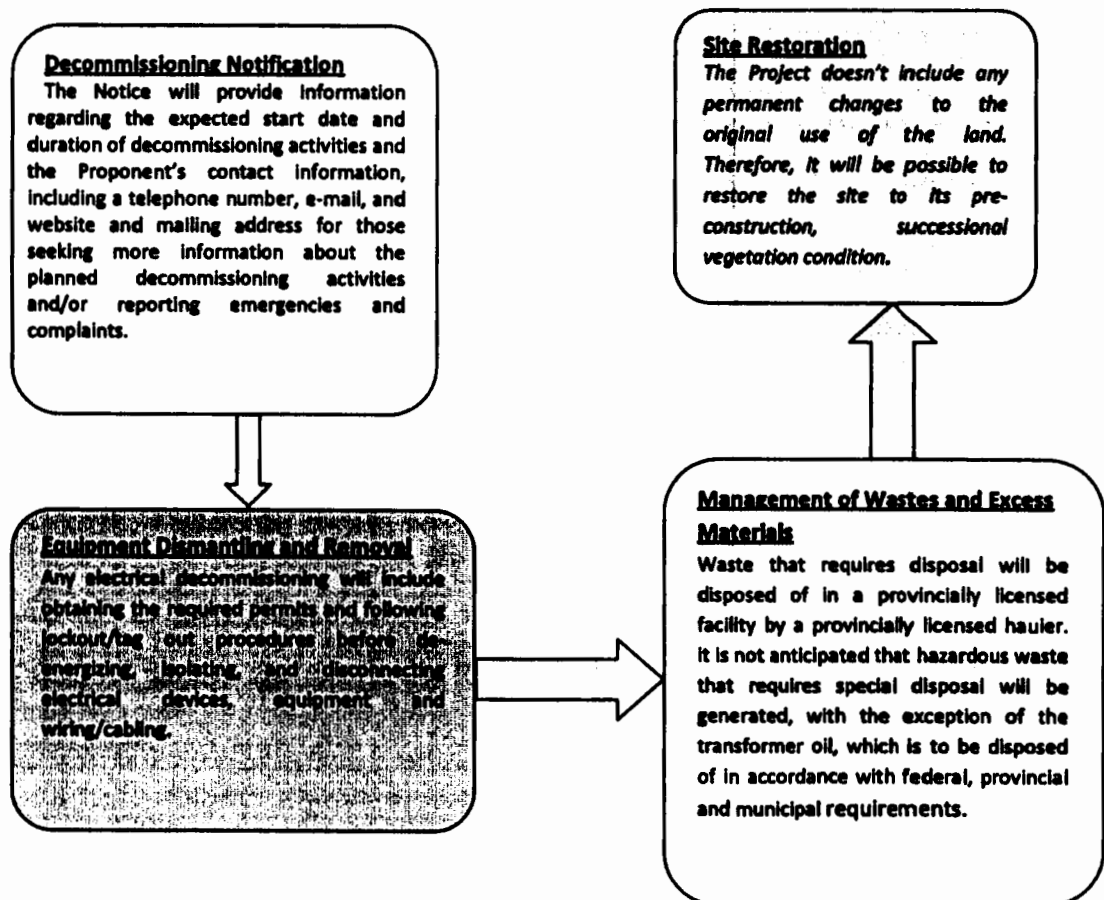 Decommissioning Notification
The Notice will provide information
regarding the expected start date and
duration of decommissioning activities and
the Proponent's contact information,
including a telephone number, e-mail, and
website and mailing address for those
seeking more information about the
planned decommissioning activities
and/or reporting emergencies and
complaints.
Equipment Dismanting and Removal
Any electrical decommissioning will include
obtaining the required permits and following
lockout/tag out procedures before de-
energizing, isolating, and disconnecting
electrical devices, equipment and
wiring/cabling.
Management of Wastes and Excess
Materials
Waste that requires disposal will be
disposed of in a provincially licensed
facility by a provincially licensed hauler.
It is not anticipated that hazardous waste
that requires special disposal will be
generated, with the exception of the
transformer oil, which is to be disposed
of in accordance with federal, provincial
and municipal requirements.
Site Restoration
The Project doesn't include any
permanent changes to the
original use of the land.
Therefore, it will be possible to
restore the site to its pre-
construction, successional
vegetation condition.